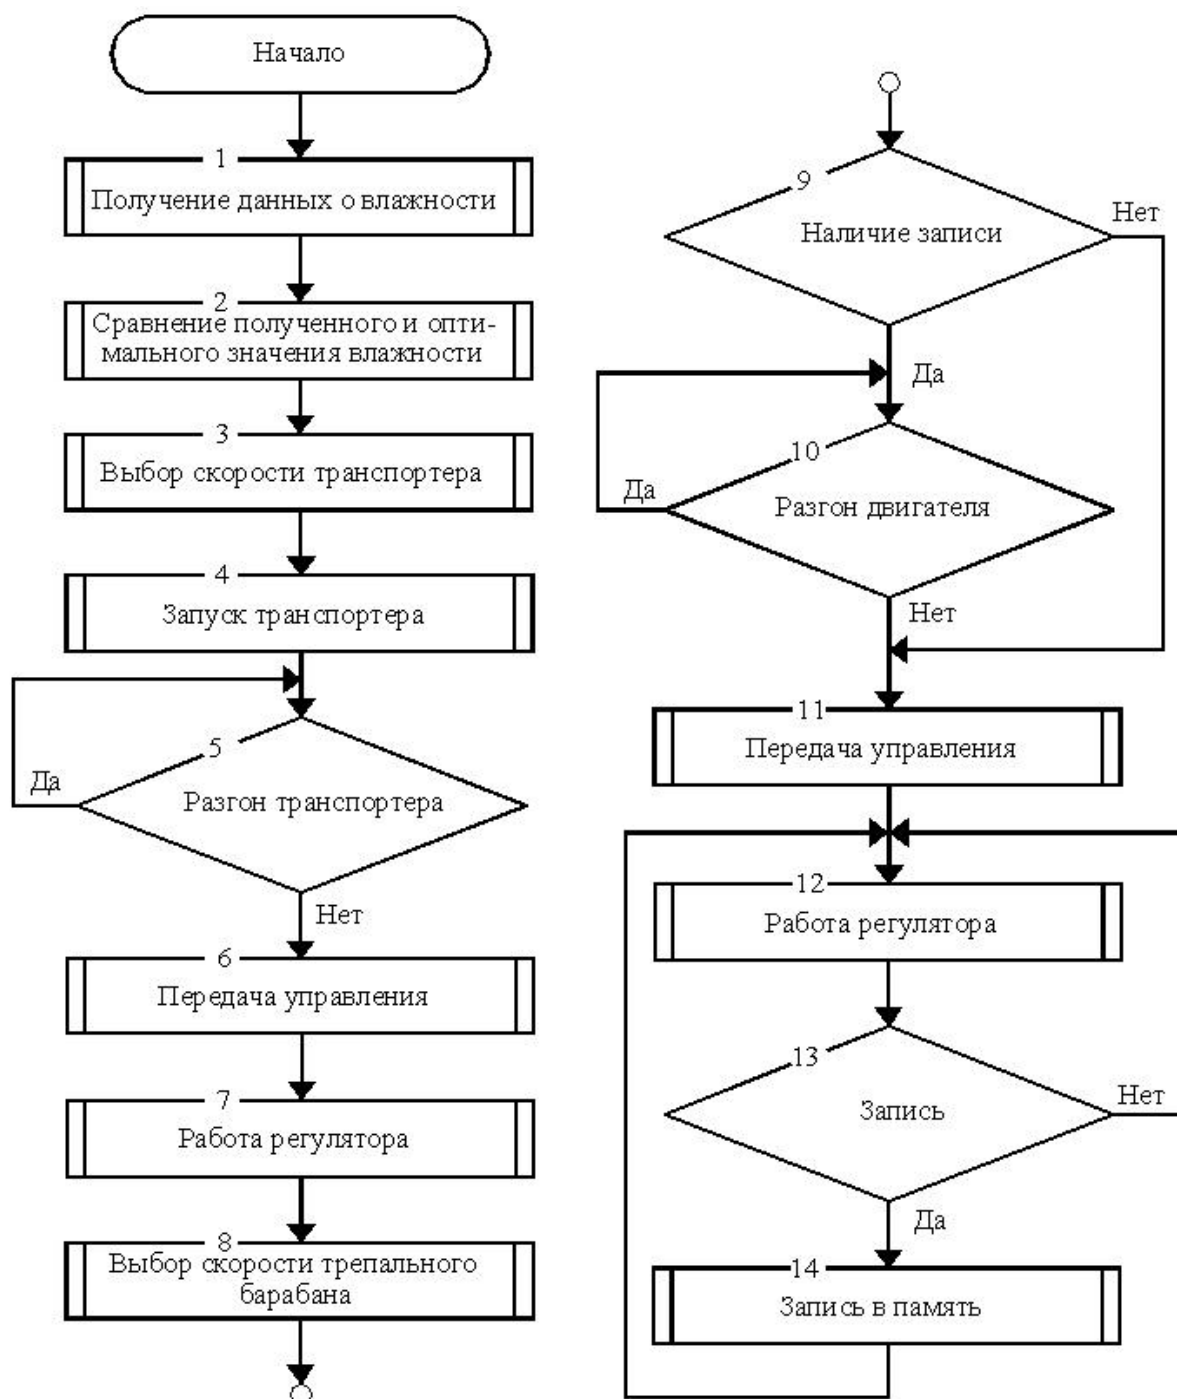 Начало
1
Получение данных о влажности
2
Сравнение полученного и опти-
мального значения влажности
3
Выбор скорости транспортера
4
Запуск транспортера
5
Да
Разгон транспортера
Нет
6
Передача управления
7
Работа регулятора
8
Выбор скорости трепального
барабана
9
Нет
Наличие записи
Да
10
Да
Разгон двигателя
Нет
11
Передача управления
12
Работа регулятора
13
Нет
Запись
Да
14
Запись в память